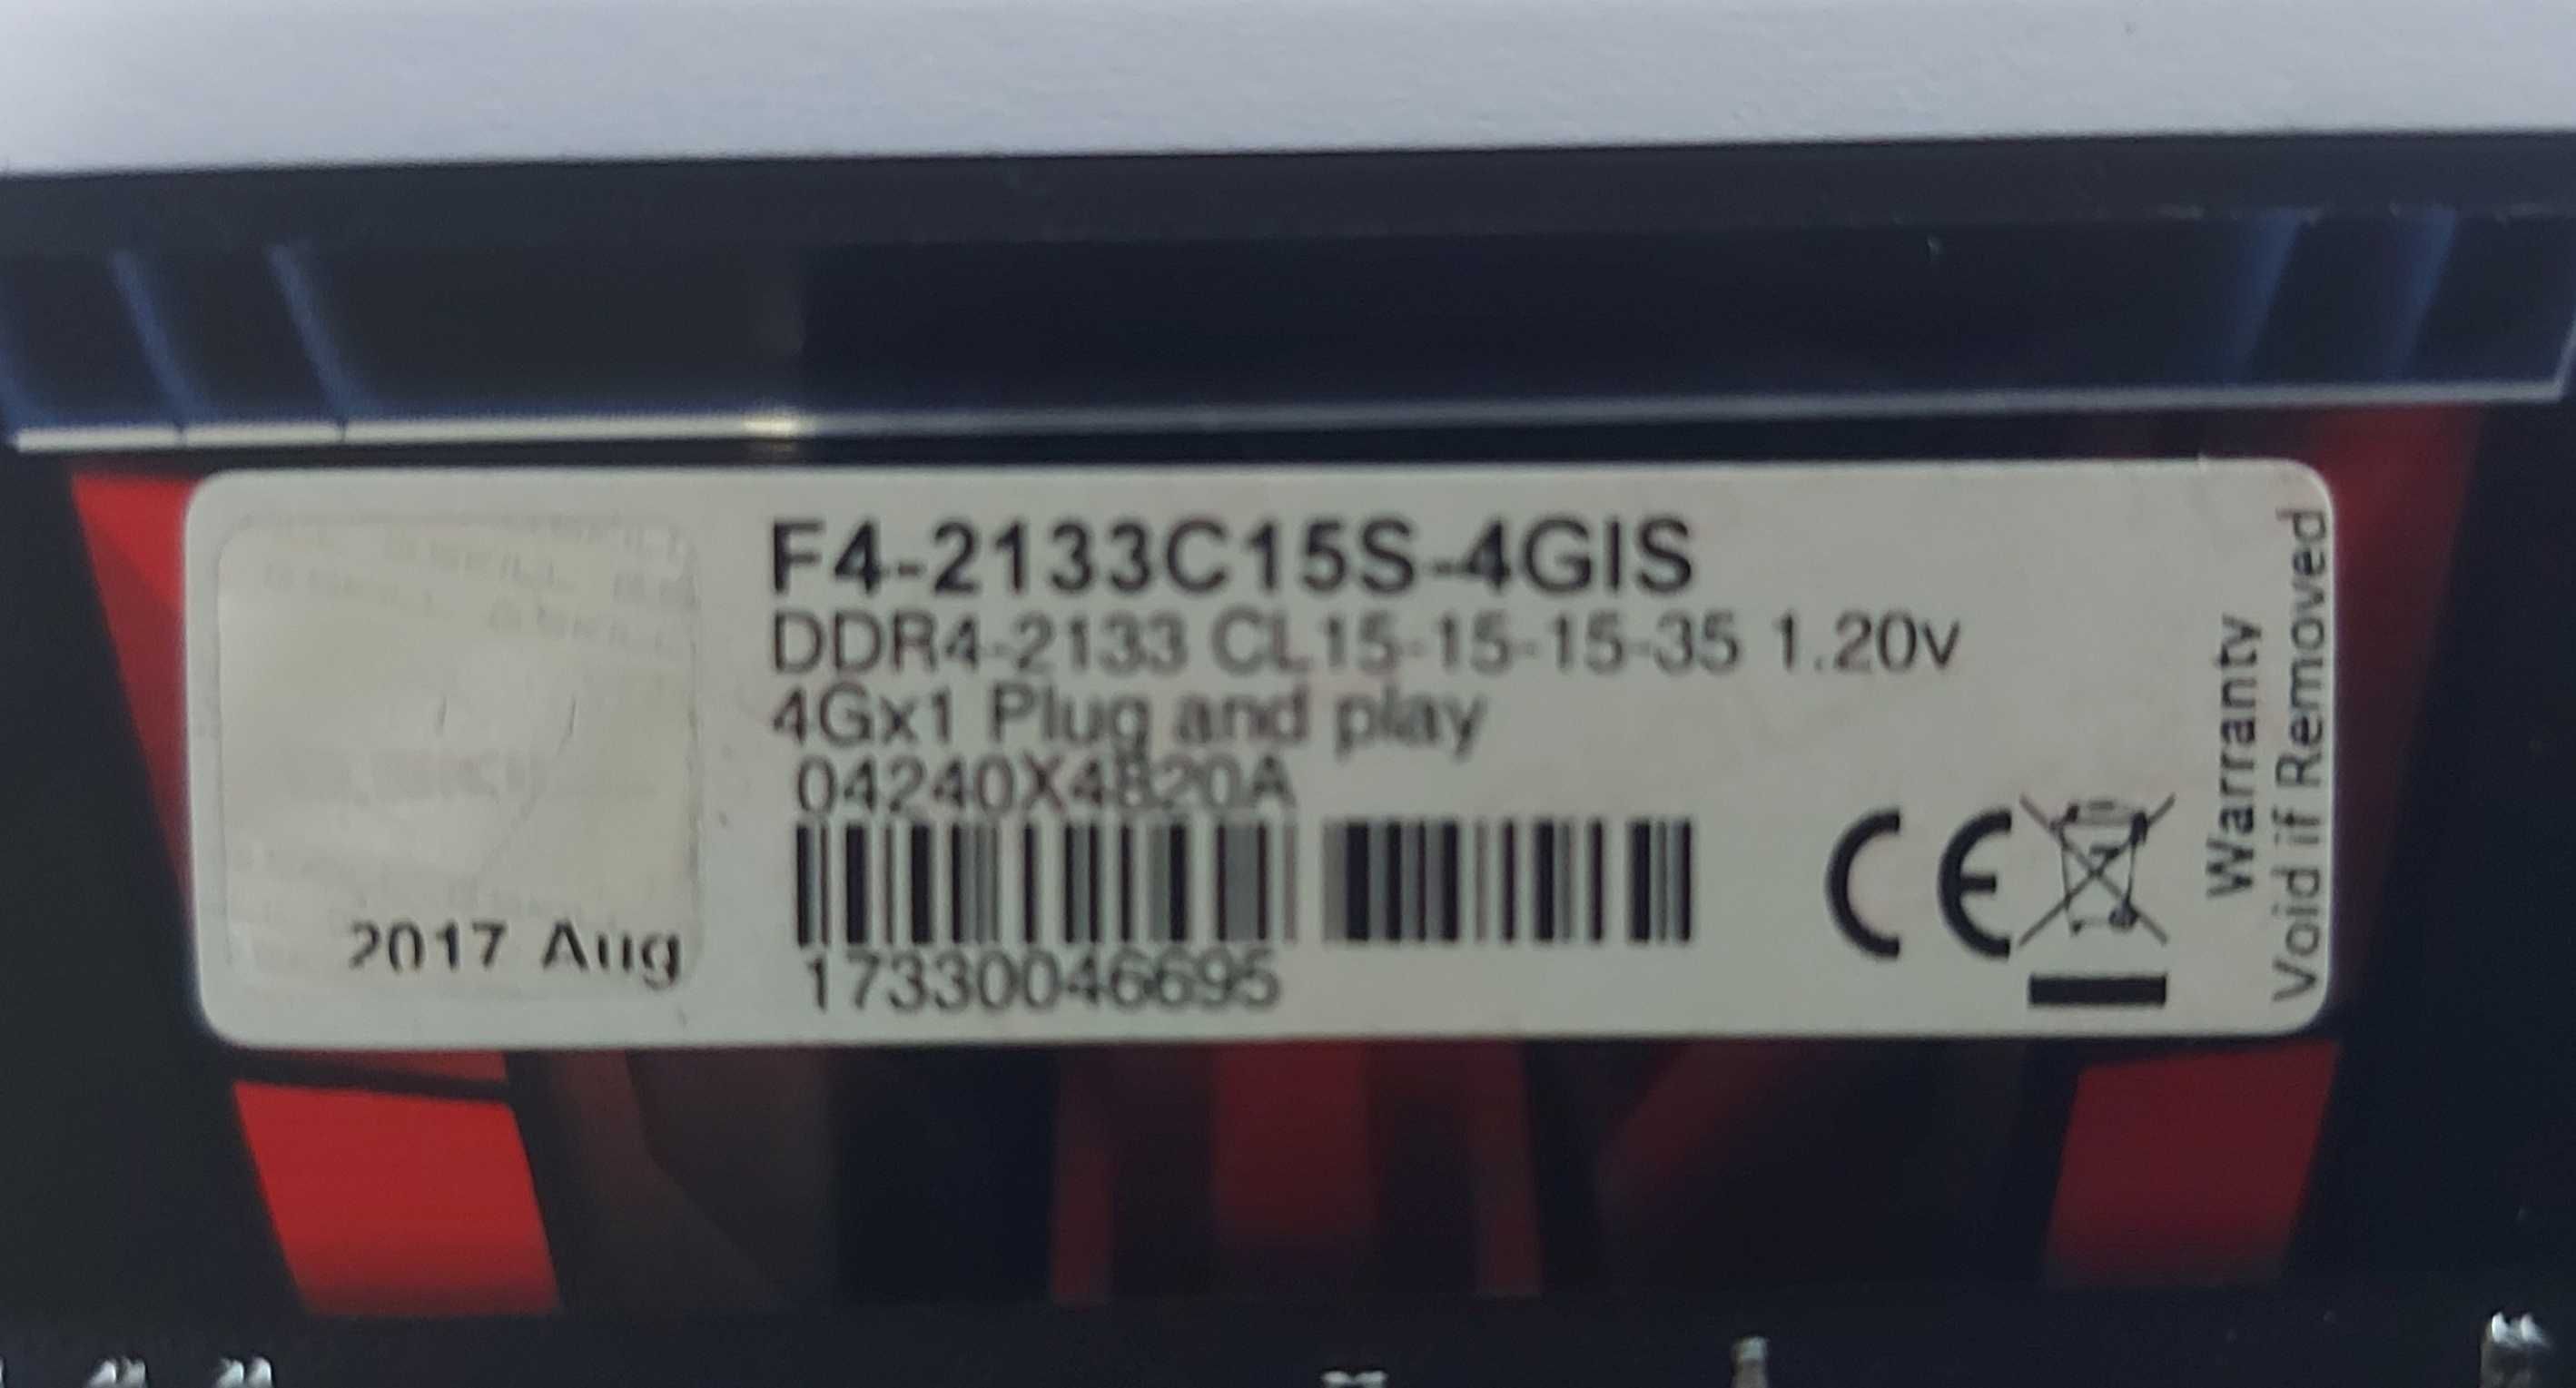 F4-2133C15S-4GIS
DDR4-2133 CL15-15-15-35 1.20v
4Gx1 Plug and play
04240X4820A
17330046695
2017 Aug
CE
Warranty
Void if Removed